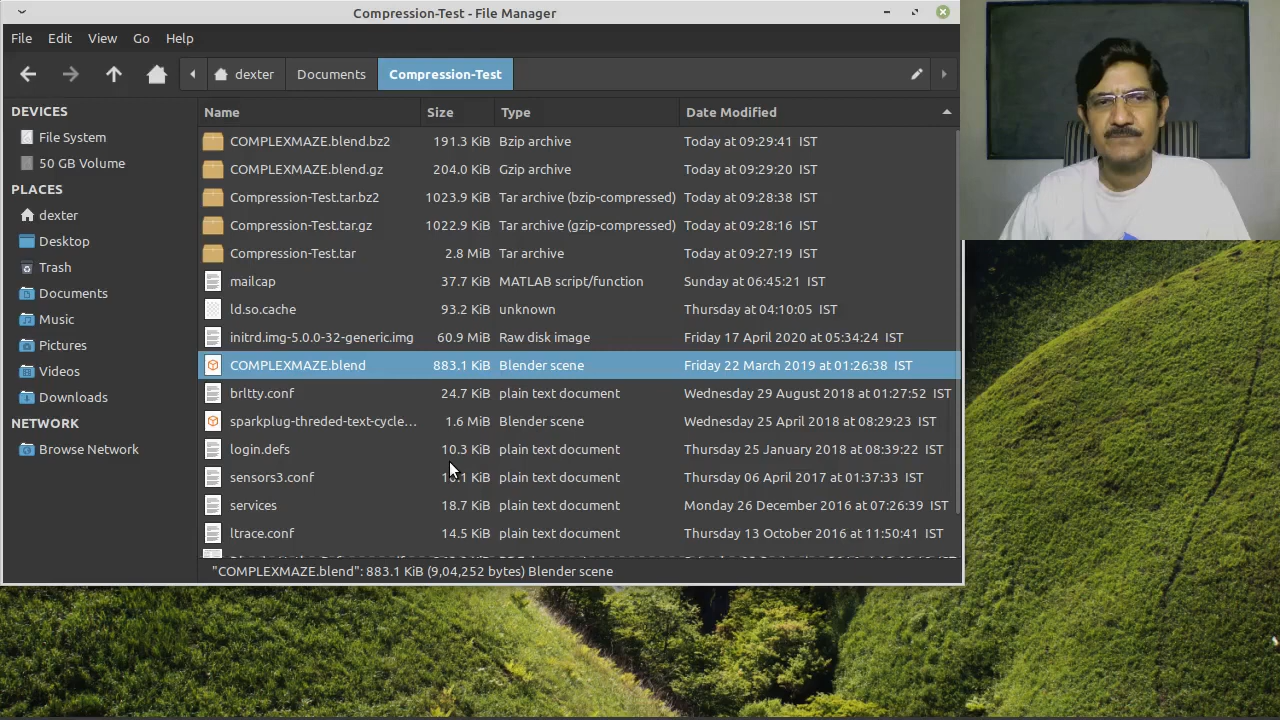 Compression-Test - File Manager
File Edit View Go Help
dexter Documents Compression-Test
DEVICES
File System
50 GB Volume
PLACES
dexter
Desktop
Trash
Documents
Music
Pictures
Videos
Downloads
NETWORK
Browse Network
Name Size Type Date Modified
COMPLEXMAZE.blend.bz2 191.3 KiB Bzip archive Today at 09:29:41 IST
COMPLEXMAZE.blend.gz 204.0 KiB Gzip archive Today at 09:29:20 IST
Compression-Test.tar.bz2 1023.9 KiB Tar archive (bzip-compressed) Today at 09:28:38 IST
Compression-Test.tar.gz 1022.9 KiB Tar archive (gzip-compressed) Today at 09:28:16 IST
Compression-Test.tar 2.8 MiB Tar archive Today at 09:27:19 IST
mailcap 37.7 KiB MATLAB script/function Sunday at 06:45:21 IST
ld.so.cache 93.2 KiB unknown Thursday at 04:10:05 IST
initrd.img-5.0.0-32-generic.img 60.9 MiB Raw disk image Friday 17 April 2020 at 05:34:24 IST
COMPLEXMAZE.blend 883.1 KiB Blender scene Friday 22 March 2019 at 01:26:38 IST
brltty.conf 24.7 KiB plain text document Wednesday 29 August 2018 at 01:27:52 IST
sparkplug-threded-text-cycle... 1.6 MiB Blender scene Wednesday 25 April 2018 at 08:29:23 IST
login.defs 10.3 KiB plain text document Thursday 25 January 2018 at 08:39:22 IST
sensors3.conf KiB plain text document Thursday 06 April 2017 at 01:37:33 IST
services 18.7 KiB plain text document Monday 26 December 2016 at 07:26:39 IST
ltrace.conf 14.5 KiB plain text document Thursday 13 October 2016 at 11:50:41 IST
"COMPLEXMAZE.blend": 883.1 KiB (9,04,252 bytes) Blender scene